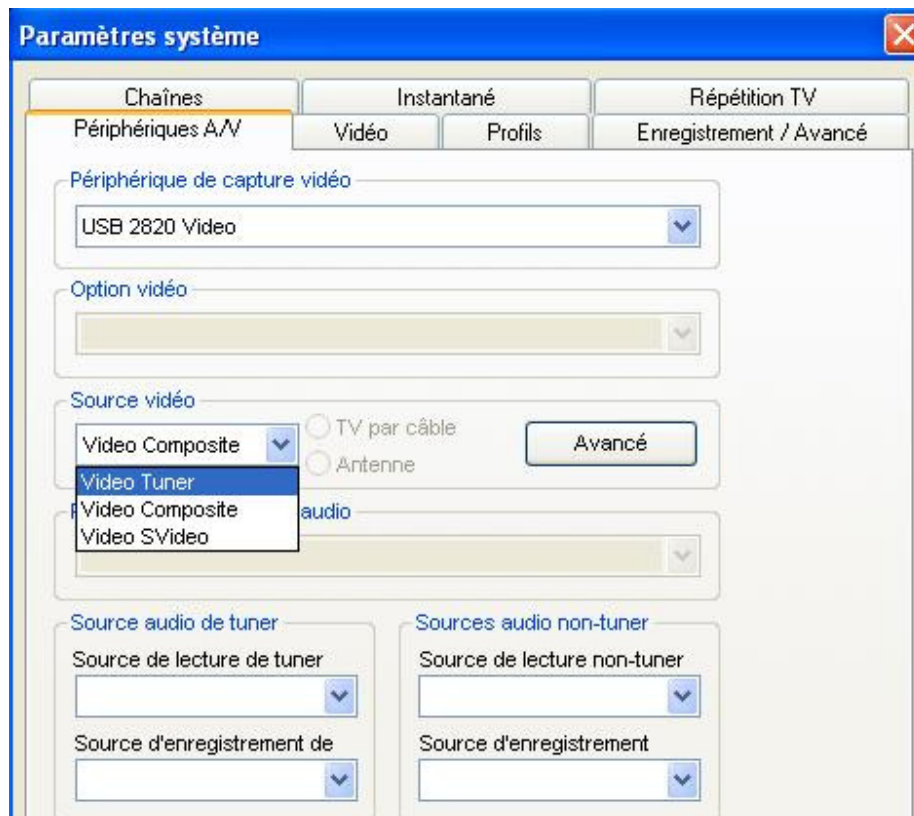 Paramètres système
Chaînes Instantané Répétition TV
Périphériques A/V Vidéo Profils Enregistrement / Avancé
Périphérique de capture vidéo
USB 2820 Video
Option vidéo
Source vidéo
Video Composite TV par câble Avancé
Antenne
Video Tuner
Video Composite
Video SVideo
audio
Source audio de tuner Sources audio non-tuner
Source de lecture de tuner Source de lecture non-tuner
Source d'enregistrement de Source d'enregistrement